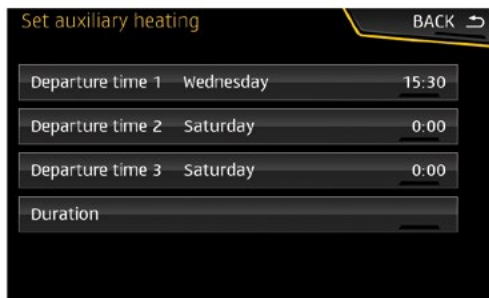 Set auxiliary heating BACK
Departure time 1 Wednesday 15:30
Departure time 2 Saturday 0:00
Departure time 3 Saturday 0:00
Duration